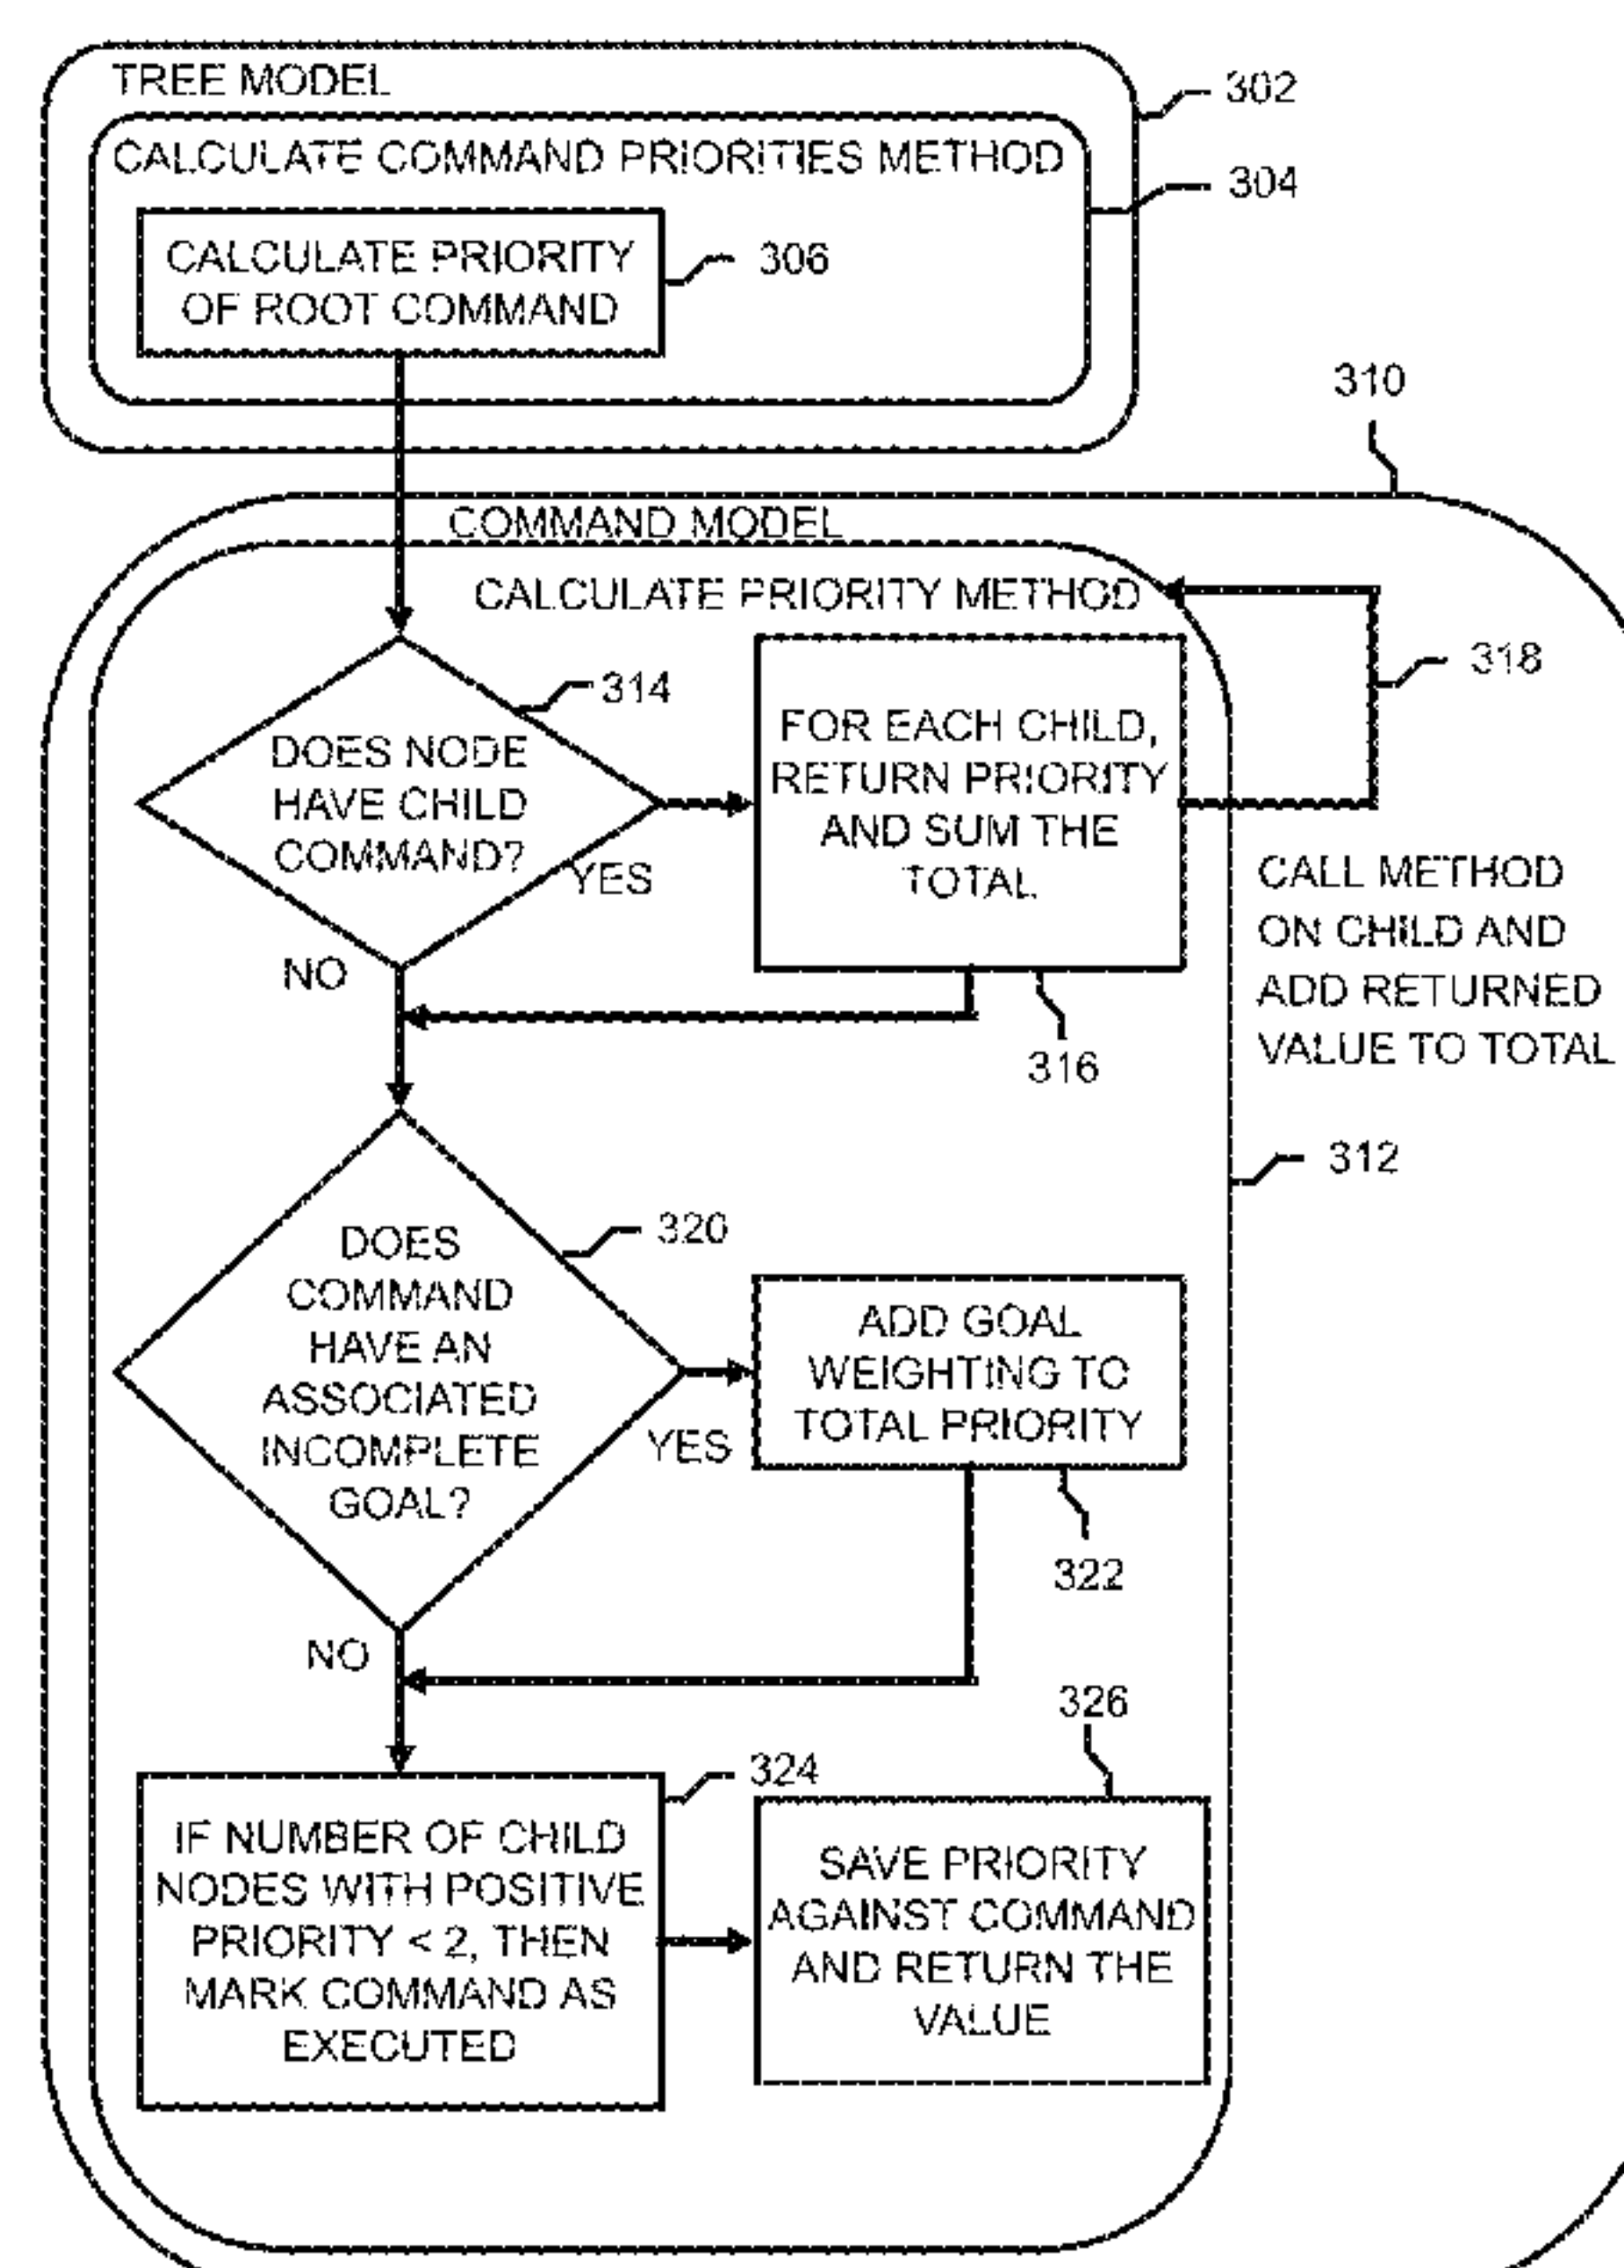 TREE MODEL
302
CALCULATE COMMAND PRIORITIES METHOD
304
CALCULATE PRIORITY
OF ROOT COMMAND
306
310
COMMAND MODEL
CALCULATE PRIORITY METHOD
318
314
DOES NODE
HAVE CHILD
COMMAND?
YES
NO
FOR EACH CHILD,
RETURN PRIORITY
AND SUM THE
TOTAL
316
CALL METHOD
ON CHILD AND
ADD RETURNED
VALUE TO TOTAL
312
320
DOES
COMMAND
HAVE AN
ASSOCIATED
INCOMPLETE
GOAL?
YES
NO
ADD GOAL
WEIGHTING TO
TOTAL PRIORITY
322
324
IF NUMBER OF CHILD
NODES WITH POSITIVE
PRIORITY < 2, THEN
MARK COMMAND AS
EXECUTED
326
SAVE PRIORITY
AGAINST COMMAND
AND RETURN THE
VALUE